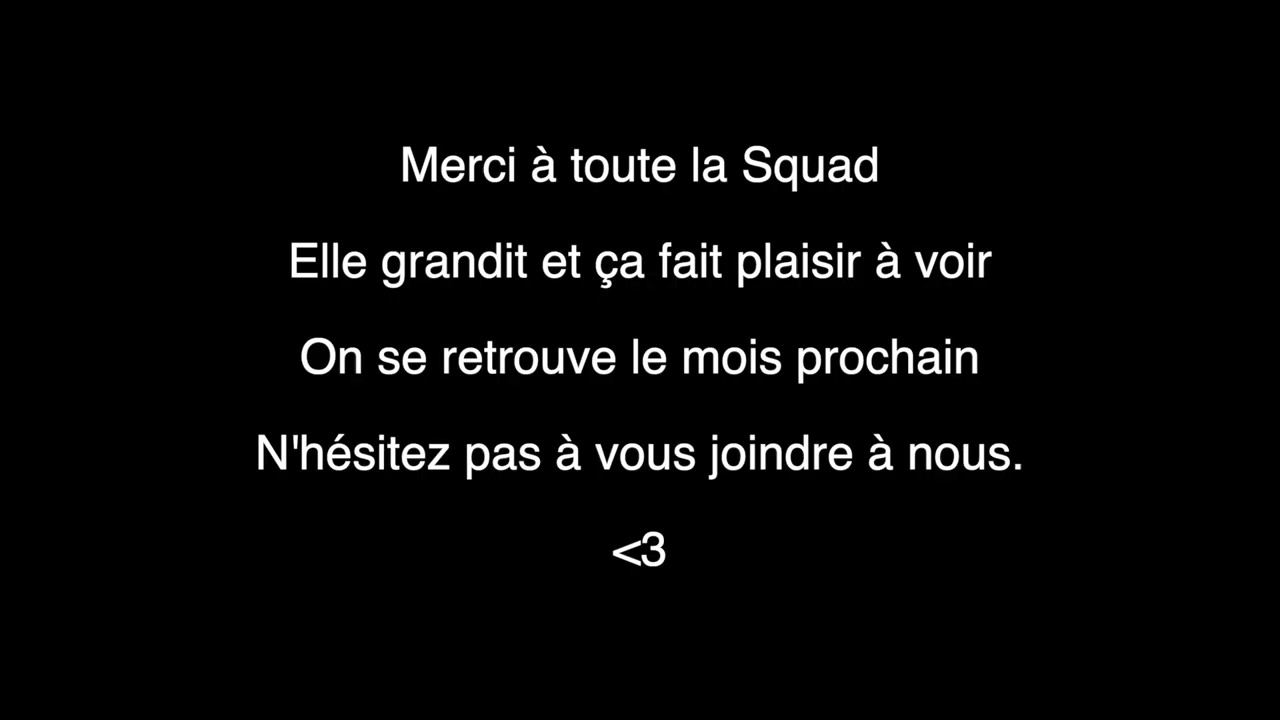 Merci à toute la Squad
Elle grandit et ça fait plaisir à voir
On se retrouve le mois prochain
N'hésitez pas à vous joindre à nous.
<3